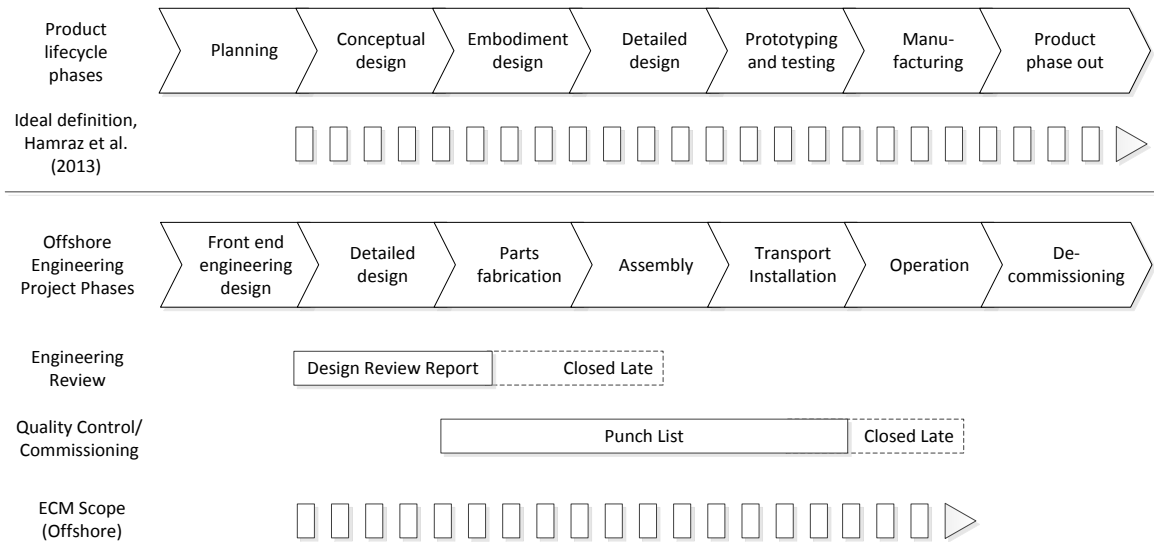 Product
lifecycle
phases
Planning
Conceptual
design
Embodiment
design
Detailed
design
Prototyping
and testing
Manu-
facturing
Product
phase out
Ideal definition,
Hamraz et al.
(2013)
Offshore
Engineering
Project Phases
Front end
engineering
design
Detailed
design
Parts
fabrication
Assembly
Transport
Installation
Operation
De-
commissioning
Engineering
Review
Design Review Report
Closed Late
Quality Control/
Commissioning
Punch List
Closed Late
ECM Scope
(Offshore)